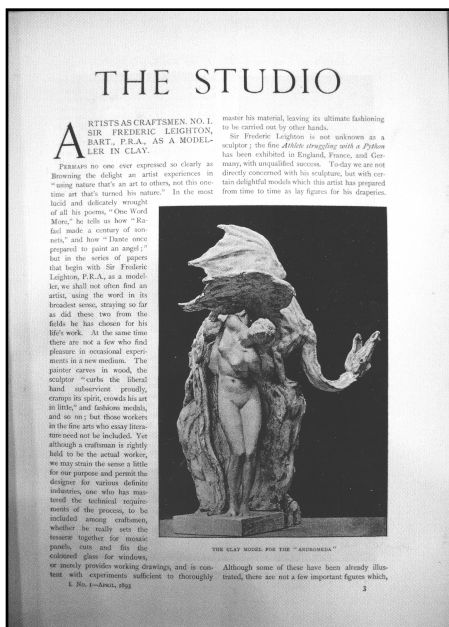 THE STUDIO
ARTISTS AS CRAFTSMEN. NO. I.
SIR FREDERIC LEIGHTON,
BART., P.R.A., AS A MODEL-
LER IN CLAY.
PERHAPS no one ever expressed so clearly as
Browning the delight an artist experiences in
"using nature that's an art to others, not this one-
time art that's turned his nature." In the most
lucid and delicately wrought
of all his poems, "One Word
More," he tells us how "Ra-
fael made a century of son-
nets," and how "Dante once
prepared to paint an angel;"
but in the series of papers
that begin with Sir Frederic
Leighton, P.R.A., as a model-
ler, we shall not often find an
artist, using the word in its
broadest sense, straying so far
as did these two from the
fields he has chosen for his
life's work. At the same time
there are not a few who find
pleasure in occasional experi-
ments in a new medium. The
painter carves in wood, the
sculptor "curbs the liberal
hand subservient proudly,
cramps its spirit, crowds his art
in little," and fashions medals,
and so on; but those workers
in the fine arts who essay litera-
ture need not be included. Yet
although a craftsman is rightly
held to be the actual worker,
we may strain the sense a little
for our purpose and permit the
designer for various definite
industries, one who has mas-
tered the technical require-
ments of the process, to be
included among craftsmen,
whether he really sets the
tesseræ together for mosaic
panels, cuts and fits the
coloured glass for windows,
or merely provides working drawings, and is con-
tent with experiments sufficient to thoroughly
I. No. 1—APRIL, 1893
master his material, leaving its ultimate fashioning
to be carried out by other hands.
Sir Frederic Leighton is not unknown as a
sculptor; the fine Athlete struggling with a Python
has been exhibited in England, France, and Ger-
many, with unqualified success. To-day we are not
directly concerned with his sculpture, but with cer-
tain delightful models which this artist has prepared
from time to time as lay figures for his draperies.
THE CLAY MODEL FOR THE "ANDROMEDA"
Although some of these have been already illus-
trated, there are not a few important figures which,
3